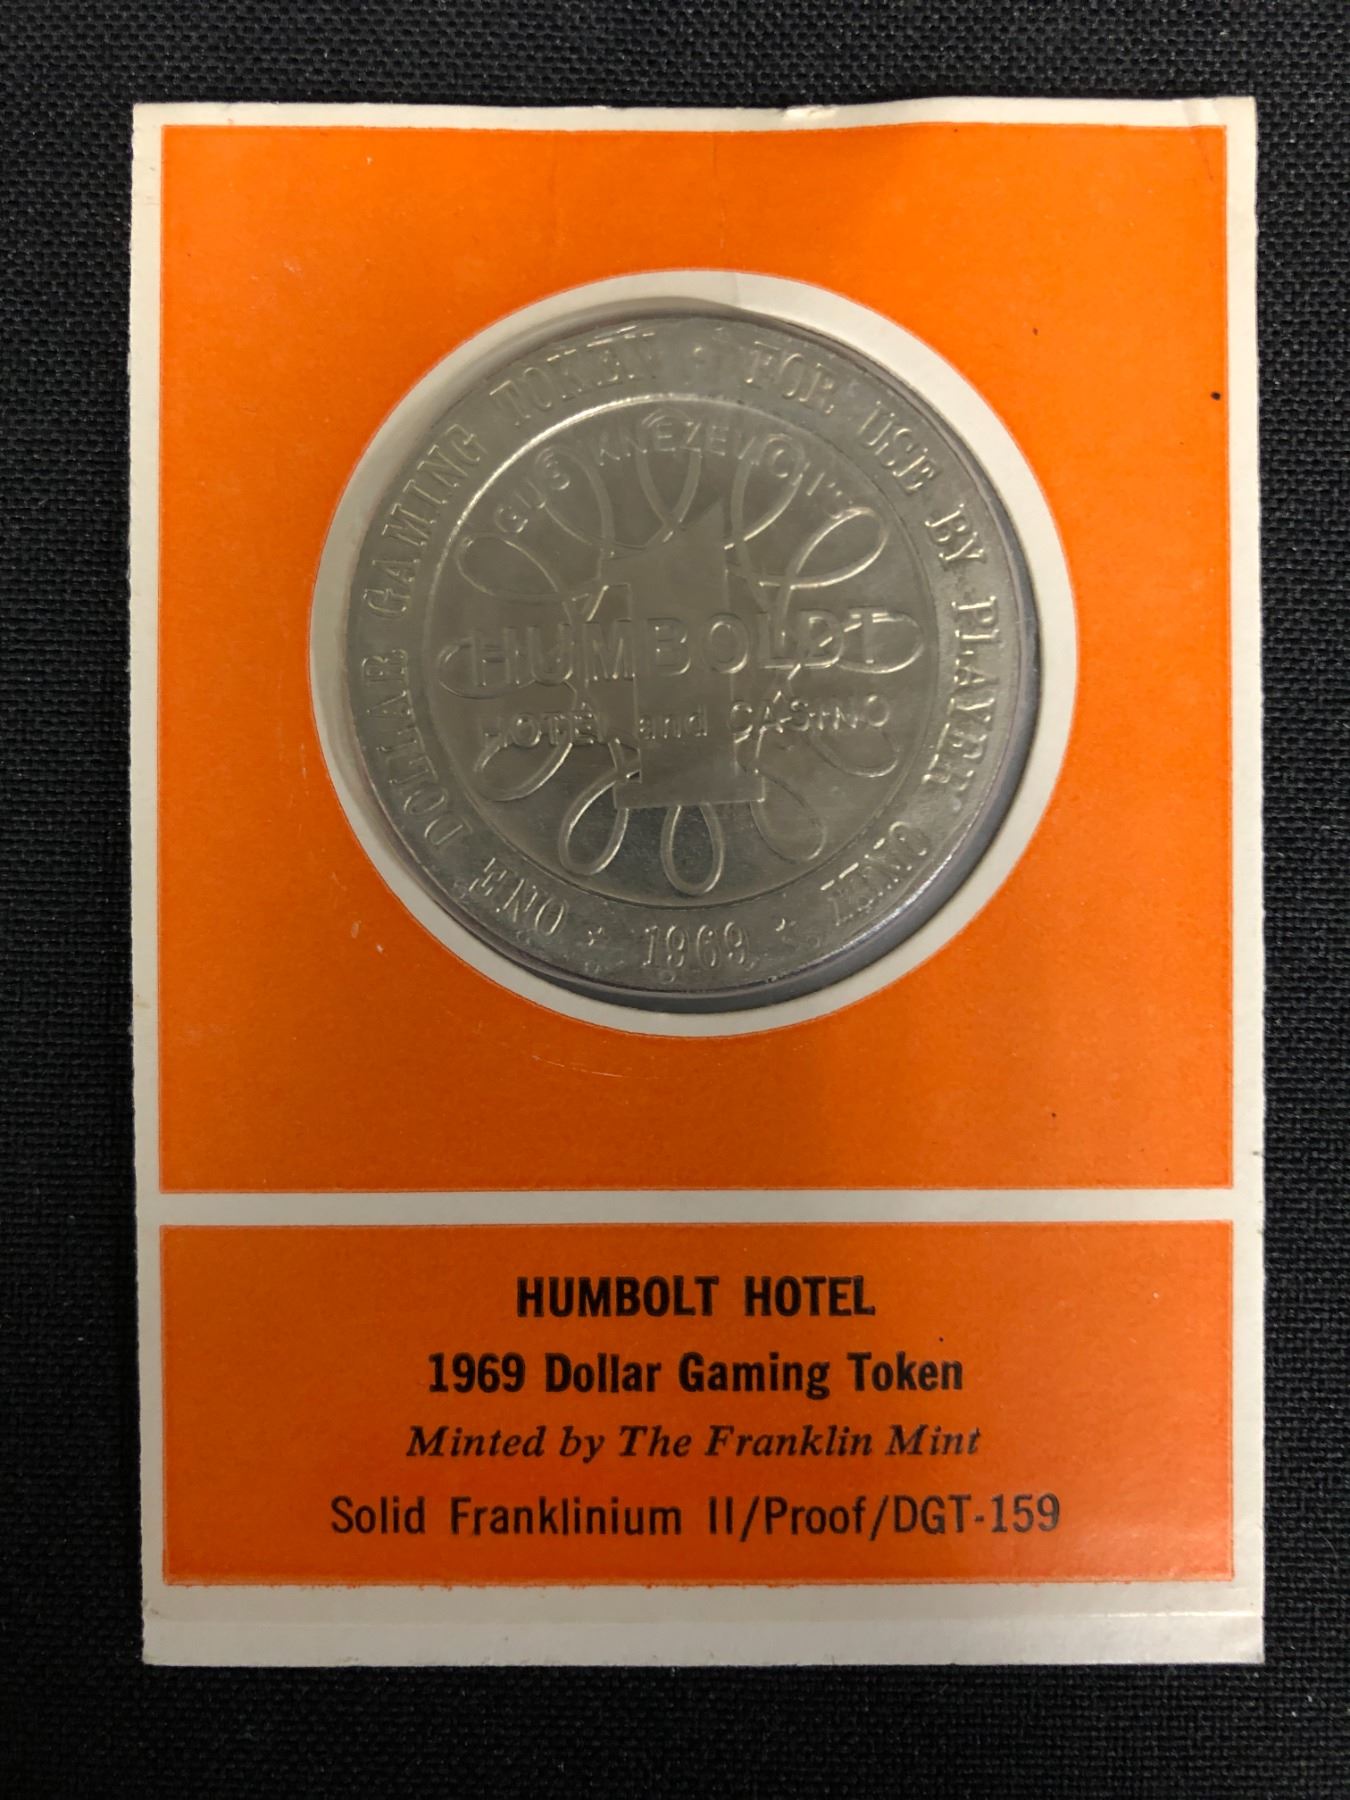 ONE DOLLAR GAMING TOKEN · FOR USE BY PLAYER ONLY
GUS KNEZEVICH'S
HUMBOLDT
HOTEL and CASINO
1
· 1969 ·
HUMBOLT HOTEL
1969 Dollar Gaming Token
Minted by The Franklin Mint
Solid Franklinium II/Proof/DGT-159